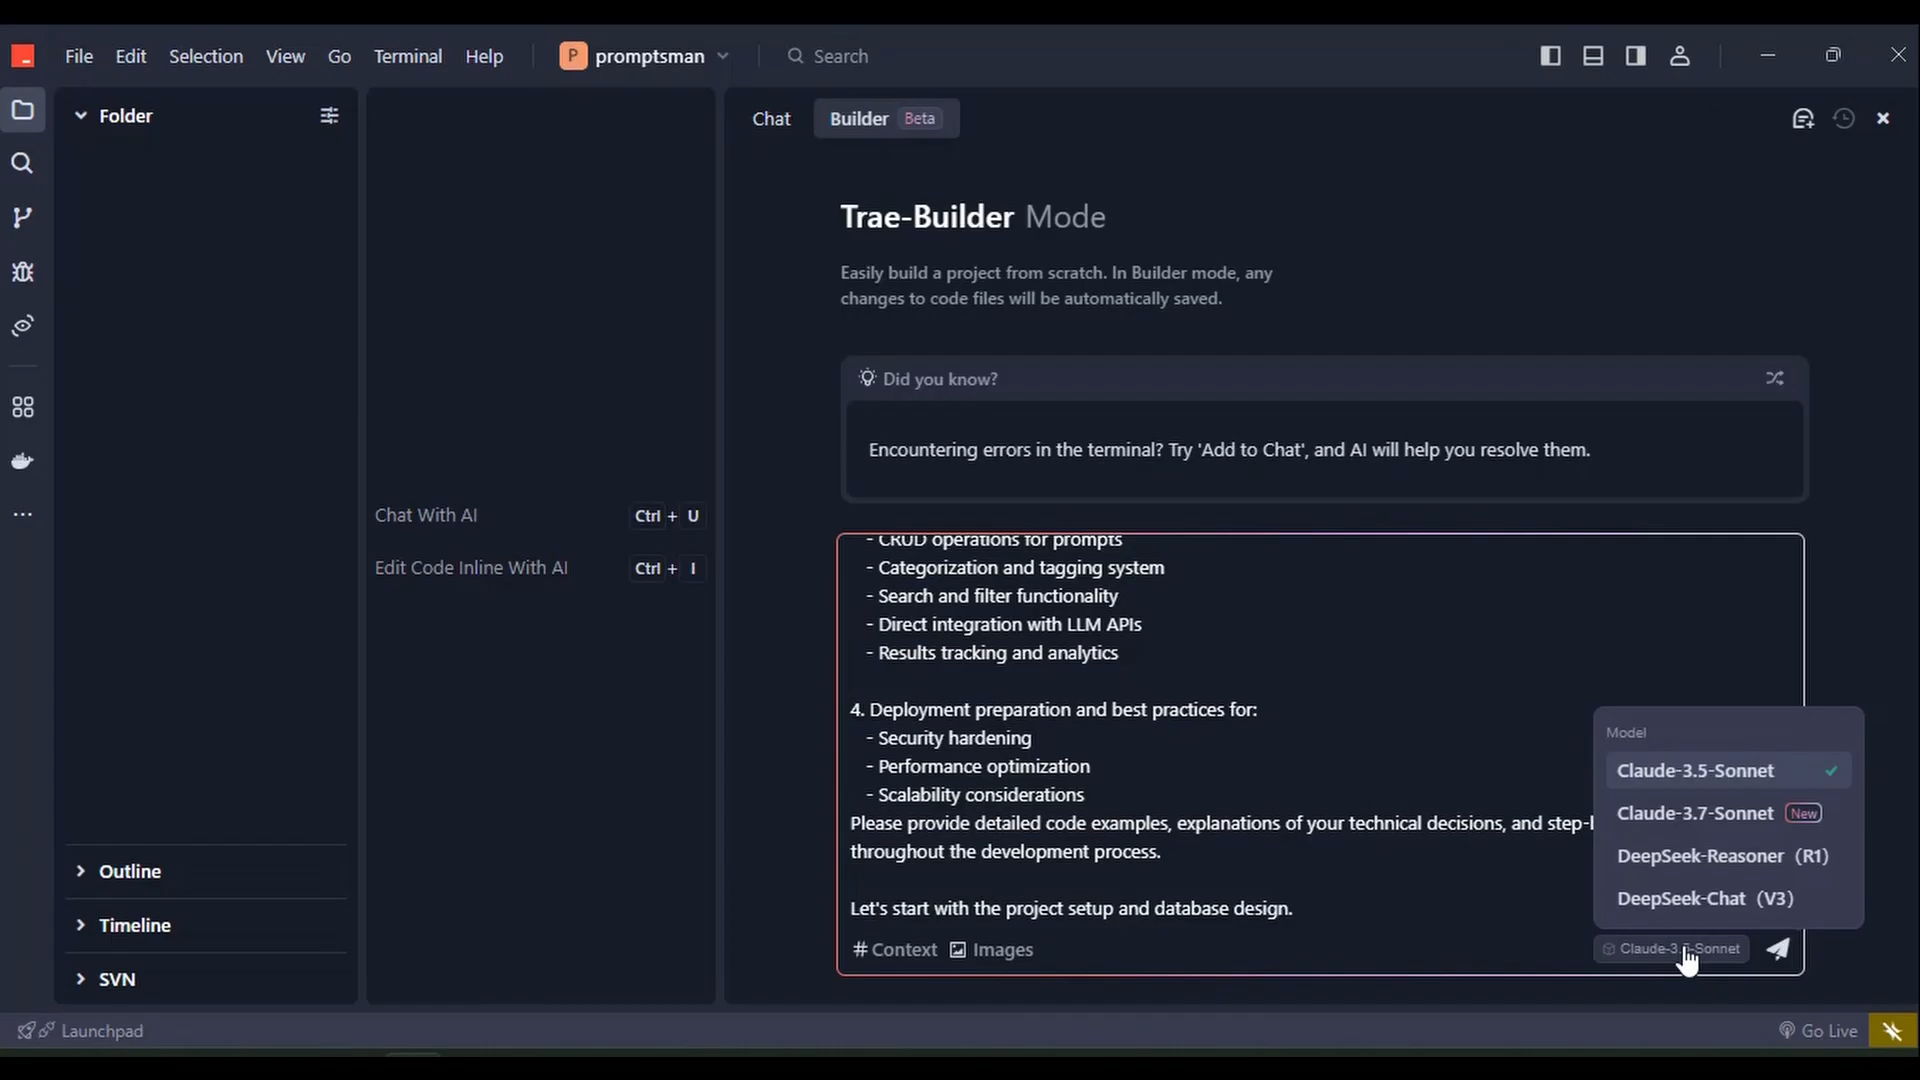 File Edit Selection View Go Terminal Help P promptsman Search
Folder
Outline
Timeline
SVN
Chat With AI Ctrl + U
Edit Code Inline With AI Ctrl + I
Chat Builder Beta
Trae-Builder Mode
Easily build a project from scratch. In Builder mode, any
changes to code files will be automatically saved.
Did you know?
Encountering errors in the terminal? Try 'Add to Chat', and AI will help you resolve them.
- CRUD operations for prompts
- Categorization and tagging system
- Search and filter functionality
- Direct integration with LLM APIs
- Results tracking and analytics
4. Deployment preparation and best practices for:
- Security hardening
- Performance optimization
- Scalability considerations
Please provide detailed code examples, explanations of your technical decisions, and
throughout the development process.
Let's start with the project setup and database design.
# Context Images
Model
Claude-3.5-Sonnet
Claude-3.7-Sonnet New
DeepSeek-Reasoner (R1)
DeepSeek-Chat (V3)
Launchpad
Go Live